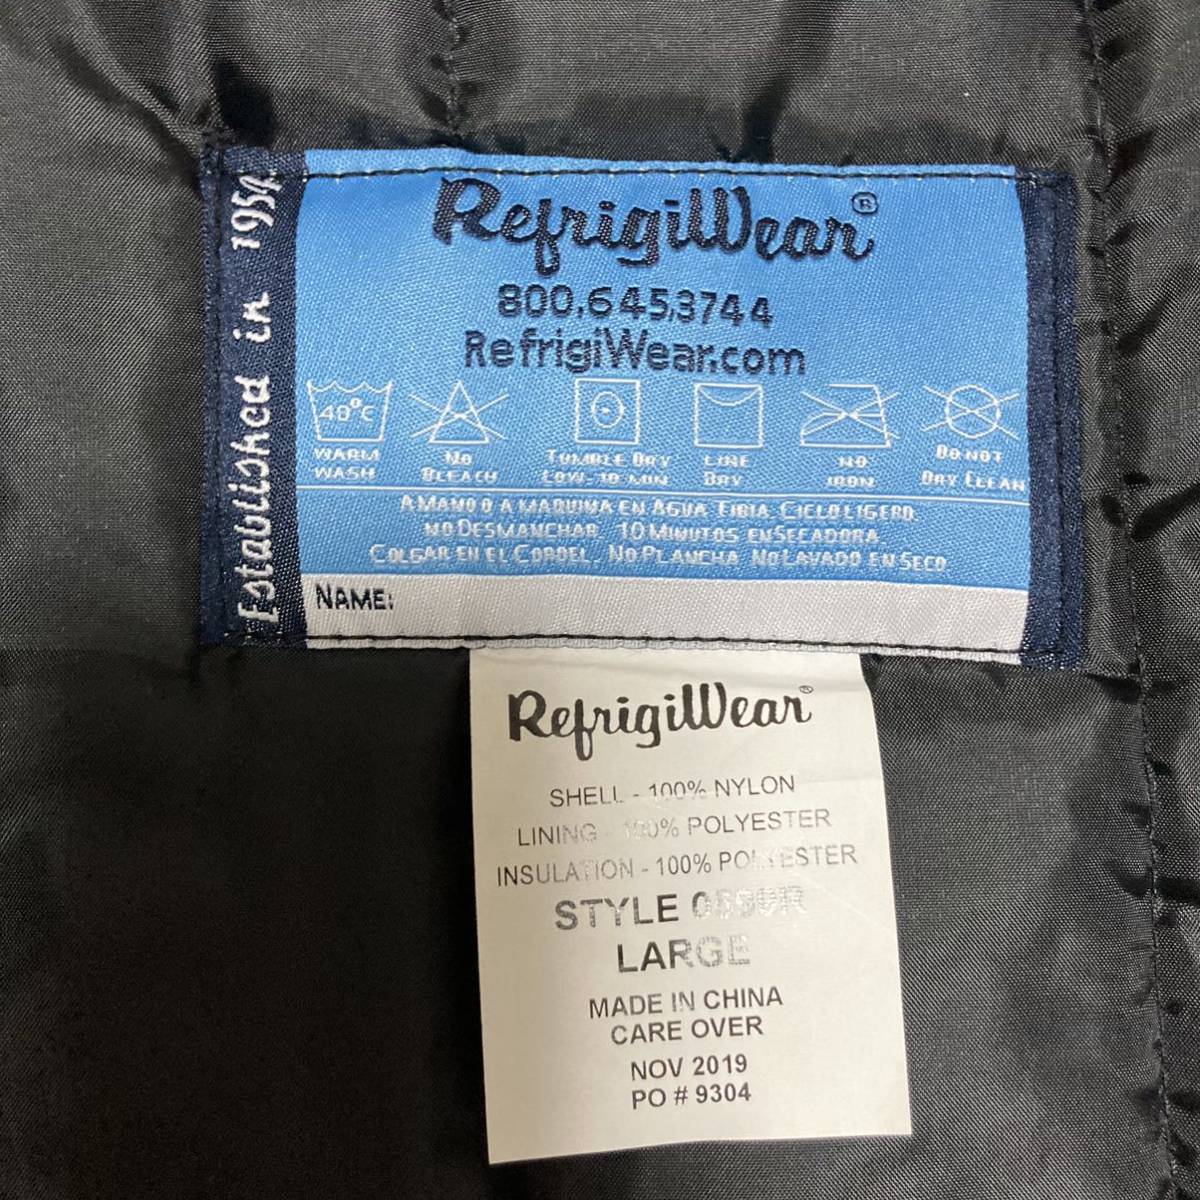 Established in 1954
RefrigiWear®
800.645.3744
RefrigiWear.com
40°C
WARM
WASH
NO
BLEACH
TUMBLE DRY
LOW-10 MIN
LINE
DRY
NO
IRON
DO NOT
DRY CLEAN
A MANO O A MAQUINA EN AGUA TIBIA. CICLO LIGERO.
NO DESMANCHAR. 10 MINUTOS EN SECADORA.
COLGAR EN EL CORDEL. NO PLANCHA. NO LAVADO EN SECO.
NAME:
RefrigiWear®
SHELL - 100% NYLON
LINING - 100% POLYESTER
INSULATION - 100% POLYESTER
STYLE
LARGE
MADE IN CHINA
CARE OVER
NOV 2019
PO # 9304